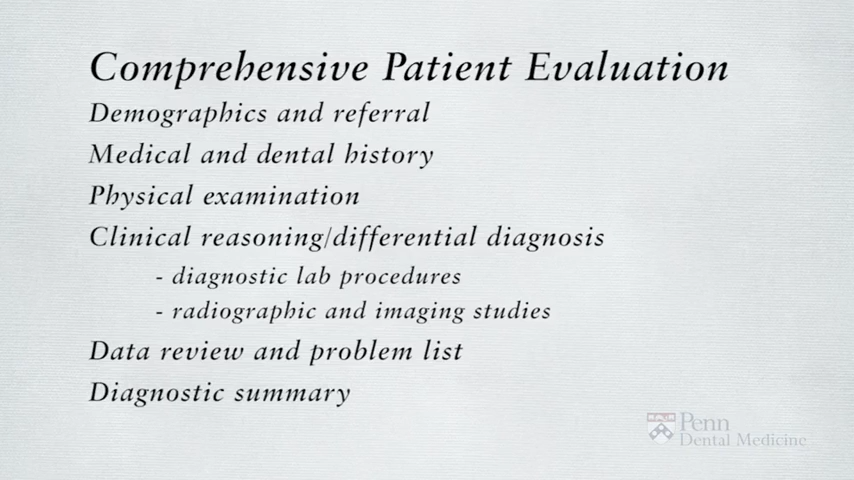 Comprehensive Patient Evaluation
Demographics and referral
Medical and dental history
Physical examination
Clinical reasoning/differential diagnosis
- diagnostic lab procedures
- radiographic and imaging studies
Data review and problem list
Diagnostic summary
Penn
Dental Medicine